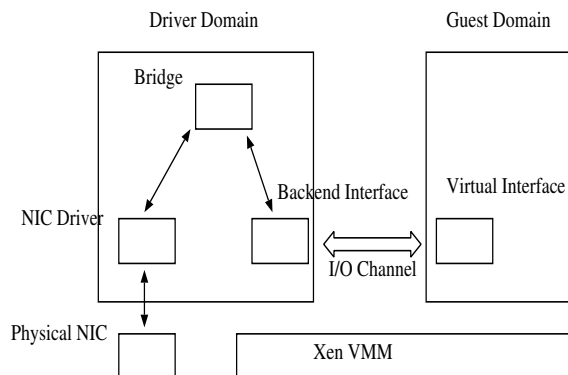 Driver Domain
Guest Domain
Bridge
Backend Interface
Virtual Interface
NIC Driver
I/O Channel
Physical NIC
Xen VMM